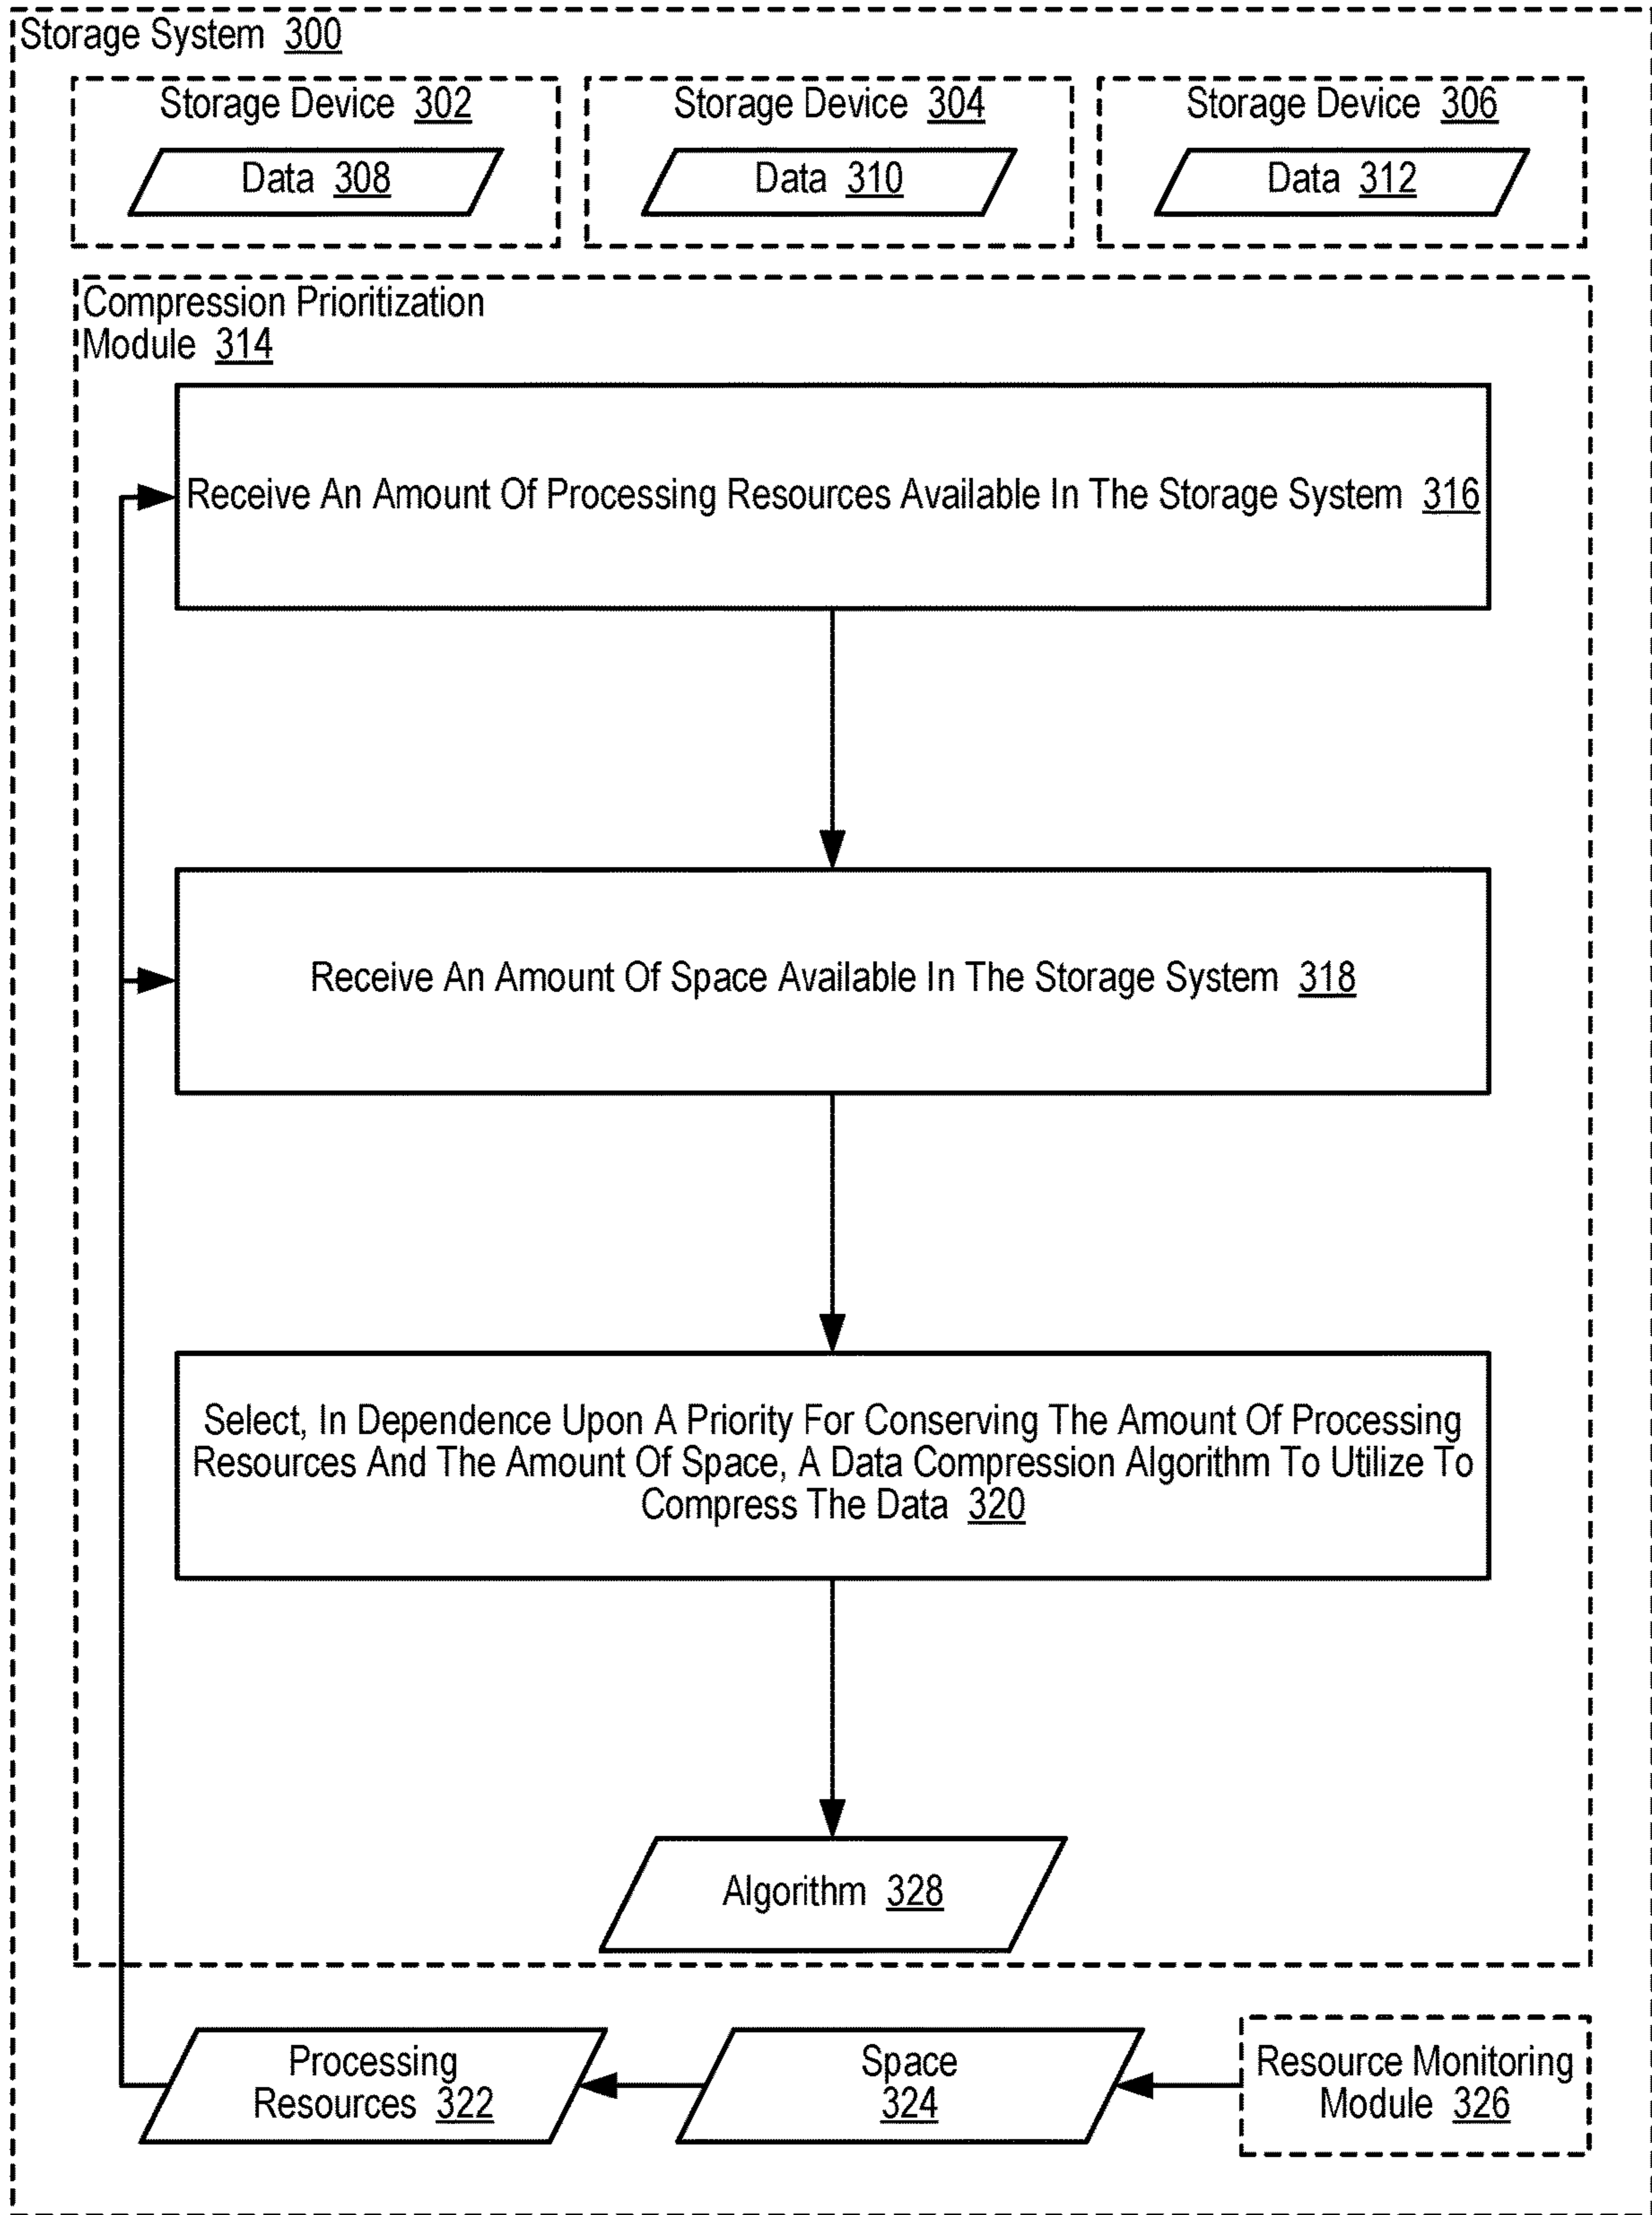 Storage System 300
Storage Device 302
Data 308
Storage Device 304
Data 310
Storage Device 306
Data 312
Compression Prioritization
Module 314
Receive An Amount Of Processing Resources Available In The Storage System 316
Receive An Amount Of Space Available In The Storage System 318
Select, In Dependence Upon A Priority For Conserving The Amount Of Processing
Resources And The Amount Of Space, A Data Compression Algorithm To Utilize To
Compress The Data 320
Algorithm 328
Processing
Resources 322
Space
324
Resource Monitoring
Module 326